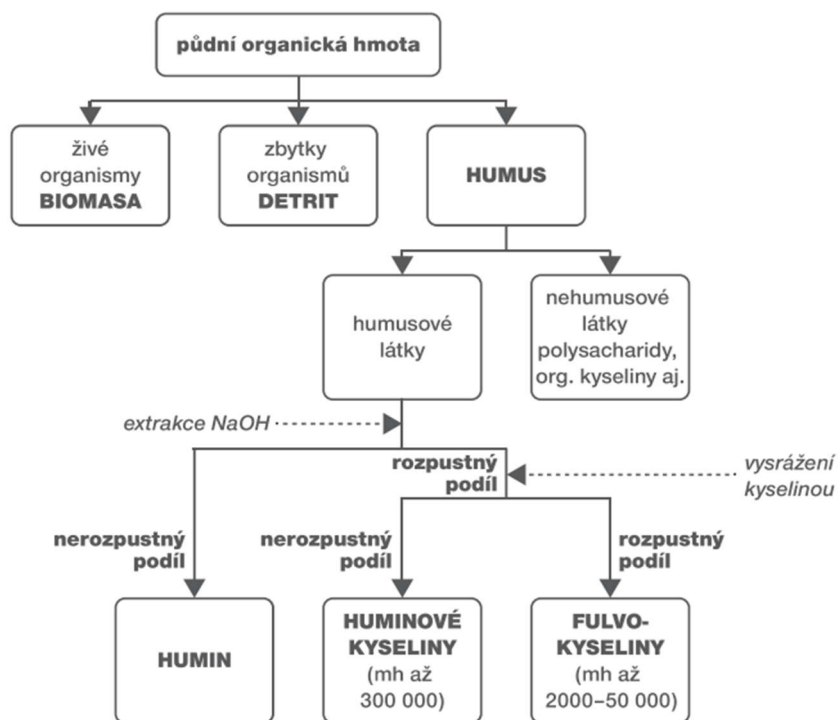 půdní organická hmota
živé
organismy
BIOMASA
zbytky
organismů
DETRIT
HUMUS
humusové
látky
nehumusové
látky
polysacharidy,
org. kyseliny aj.
extrakce NaOH
rozpustný
podíl
vysrážení
kyselinou
nerozpustný
podíl
nerozpustný
podíl
rozpustný
podíl
HUMIN
HUMINOVÉ
KYSELINY
(mh až
300 000)
FULVO-
KYSELINY
(mh až
2000–50 000)